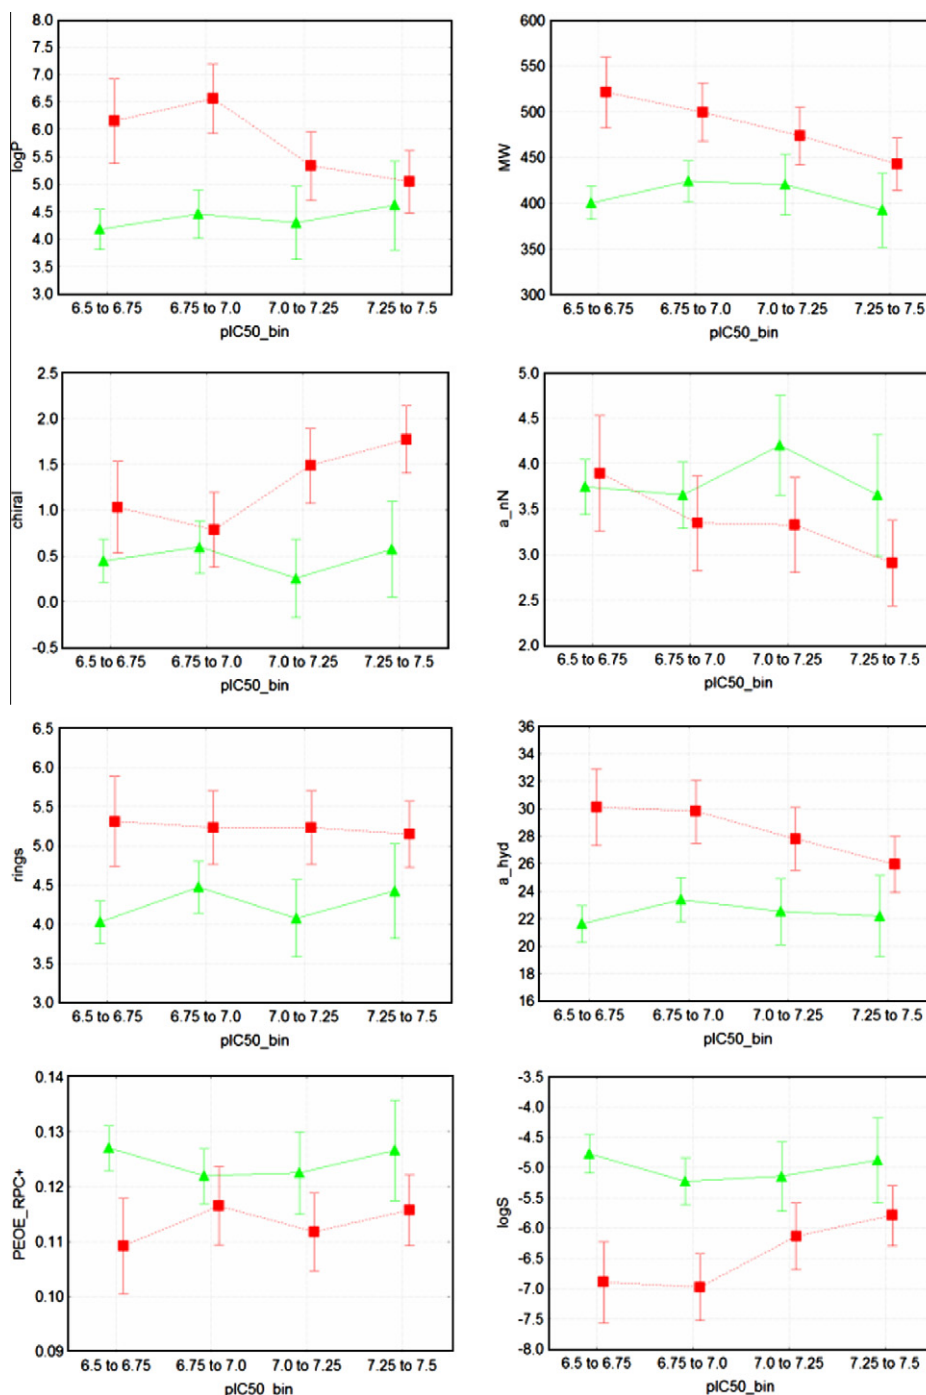 8.0
7.5
7.0
6.5
6.0
5.5
5.0
4.5
4.0
3.5
3.0
logP
6.5 to 6.75 6.75 to 7.0 7.0 to 7.25 7.25 to 7.5
pIC50_bin
600
550
500
450
400
350
300
MW
6.5 to 6.75 6.75 to 7.0 7.0 to 7.25 7.25 to 7.5
pIC50_bin
2.5
2.0
1.5
1.0
0.5
0.0
-0.5
chiral
6.5 to 6.75 6.75 to 7.0 7.0 to 7.25 7.25 to 7.5
pIC50_bin
5.0
4.5
4.0
3.5
3.0
2.5
2.0
a_nN
6.5 to 6.75 6.75 to 7.0 7.0 to 7.25 7.25 to 7.5
pIC50_bin
6.5
6.0
5.5
5.0
4.5
4.0
3.5
3.0
rings
6.5 to 6.75 6.75 to 7.0 7.0 to 7.25 7.25 to 7.5
pIC50_bin
36
34
32
30
28
26
24
22
20
18
16
a_hyd
6.5 to 6.75 6.75 to 7.0 7.0 to 7.25 7.25 to 7.5
pIC50_bin
0.14
0.13
0.12
0.11
0.10
0.09
PEOE_RPC+
6.5 to 6.75 6.75 to 7.0 7.0 to 7.25 7.25 to 7.5
pIC50_bin
-3.5
-4.0
-4.5
-5.0
-5.5
-6.0
-6.5
-7.0
-7.5
-8.0
logS
6.5 to 6.75 6.75 to 7.0 7.0 to 7.25 7.25 to 7.5
pIC50_bin